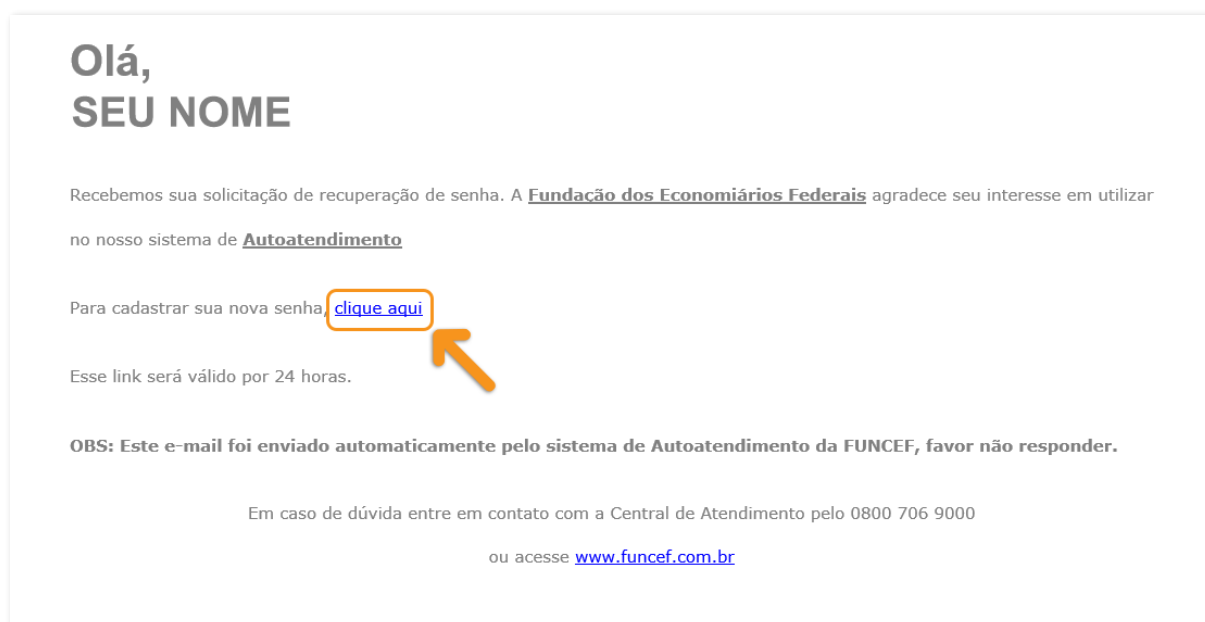 Olá,
SEU NOME
Recebemos sua solicitação de recuperação de senha. A Fundação dos Economiários Federais agradece seu interesse em utilizar
no nosso sistema de Autoatendimento
Para cadastrar sua nova senha, clique aqui
Esse link será válido por 24 horas.
OBS: Este e-mail foi enviado automaticamente pelo sistema de Autoatendimento da FUNCEF, favor não responder.
Em caso de dúvida entre em contato com a Central de Atendimento pelo 0800 706 9000
ou acesse www.funcef.com.br